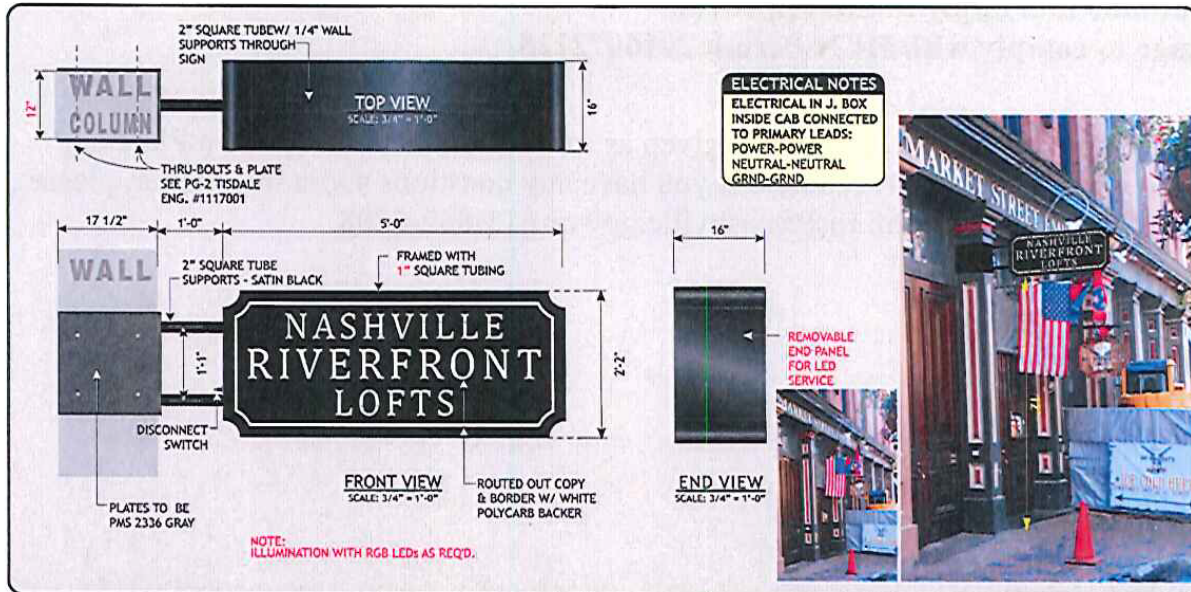 2" SQUARE TUBEW/ 1/4" WALL
SUPPORTS THROUGH
SIGN
WALL
COLUMN
12"
TOP VIEW
SCALE: 3/4" = 1'-0"
16"
THRU-BOLTS & PLATE
SEE PG-2 TISDALE
ENG. #1117001
ELECTRICAL NOTES
ELECTRICAL IN J. BOX
INSIDE CAB CONNECTED
TO PRIMARY LEADS:
POWER-POWER
NEUTRAL-NEUTRAL
GRND-GRND
17 1/2"
1'-0"
5'-0"
16"
WALL
2" SQUARE TUBE
SUPPORTS - SATIN BLACK
FRAMED WITH
1" SQUARE TUBING
NASHVILLE
RIVERFRONT
LOFTS
1'-1"
2'-2"
DISCONNECT
SWITCH
REMOVABLE
END PANEL
FOR LED
SERVICE
FRONT VIEW
SCALE: 3/4" = 1'-0"
ROUTED OUT COPY
& BORDER W/ WHITE
POLYCARB BACKER
END VIEW
SCALE: 3/4" = 1'-0"
PLATES TO BE
PMS 2336 GRAY
NOTE:
ILLUMINATION WITH RGB LEDs AS REQ'D.
MARKET STREET
NASHVILLE
RIVERFRONT
LOFTS